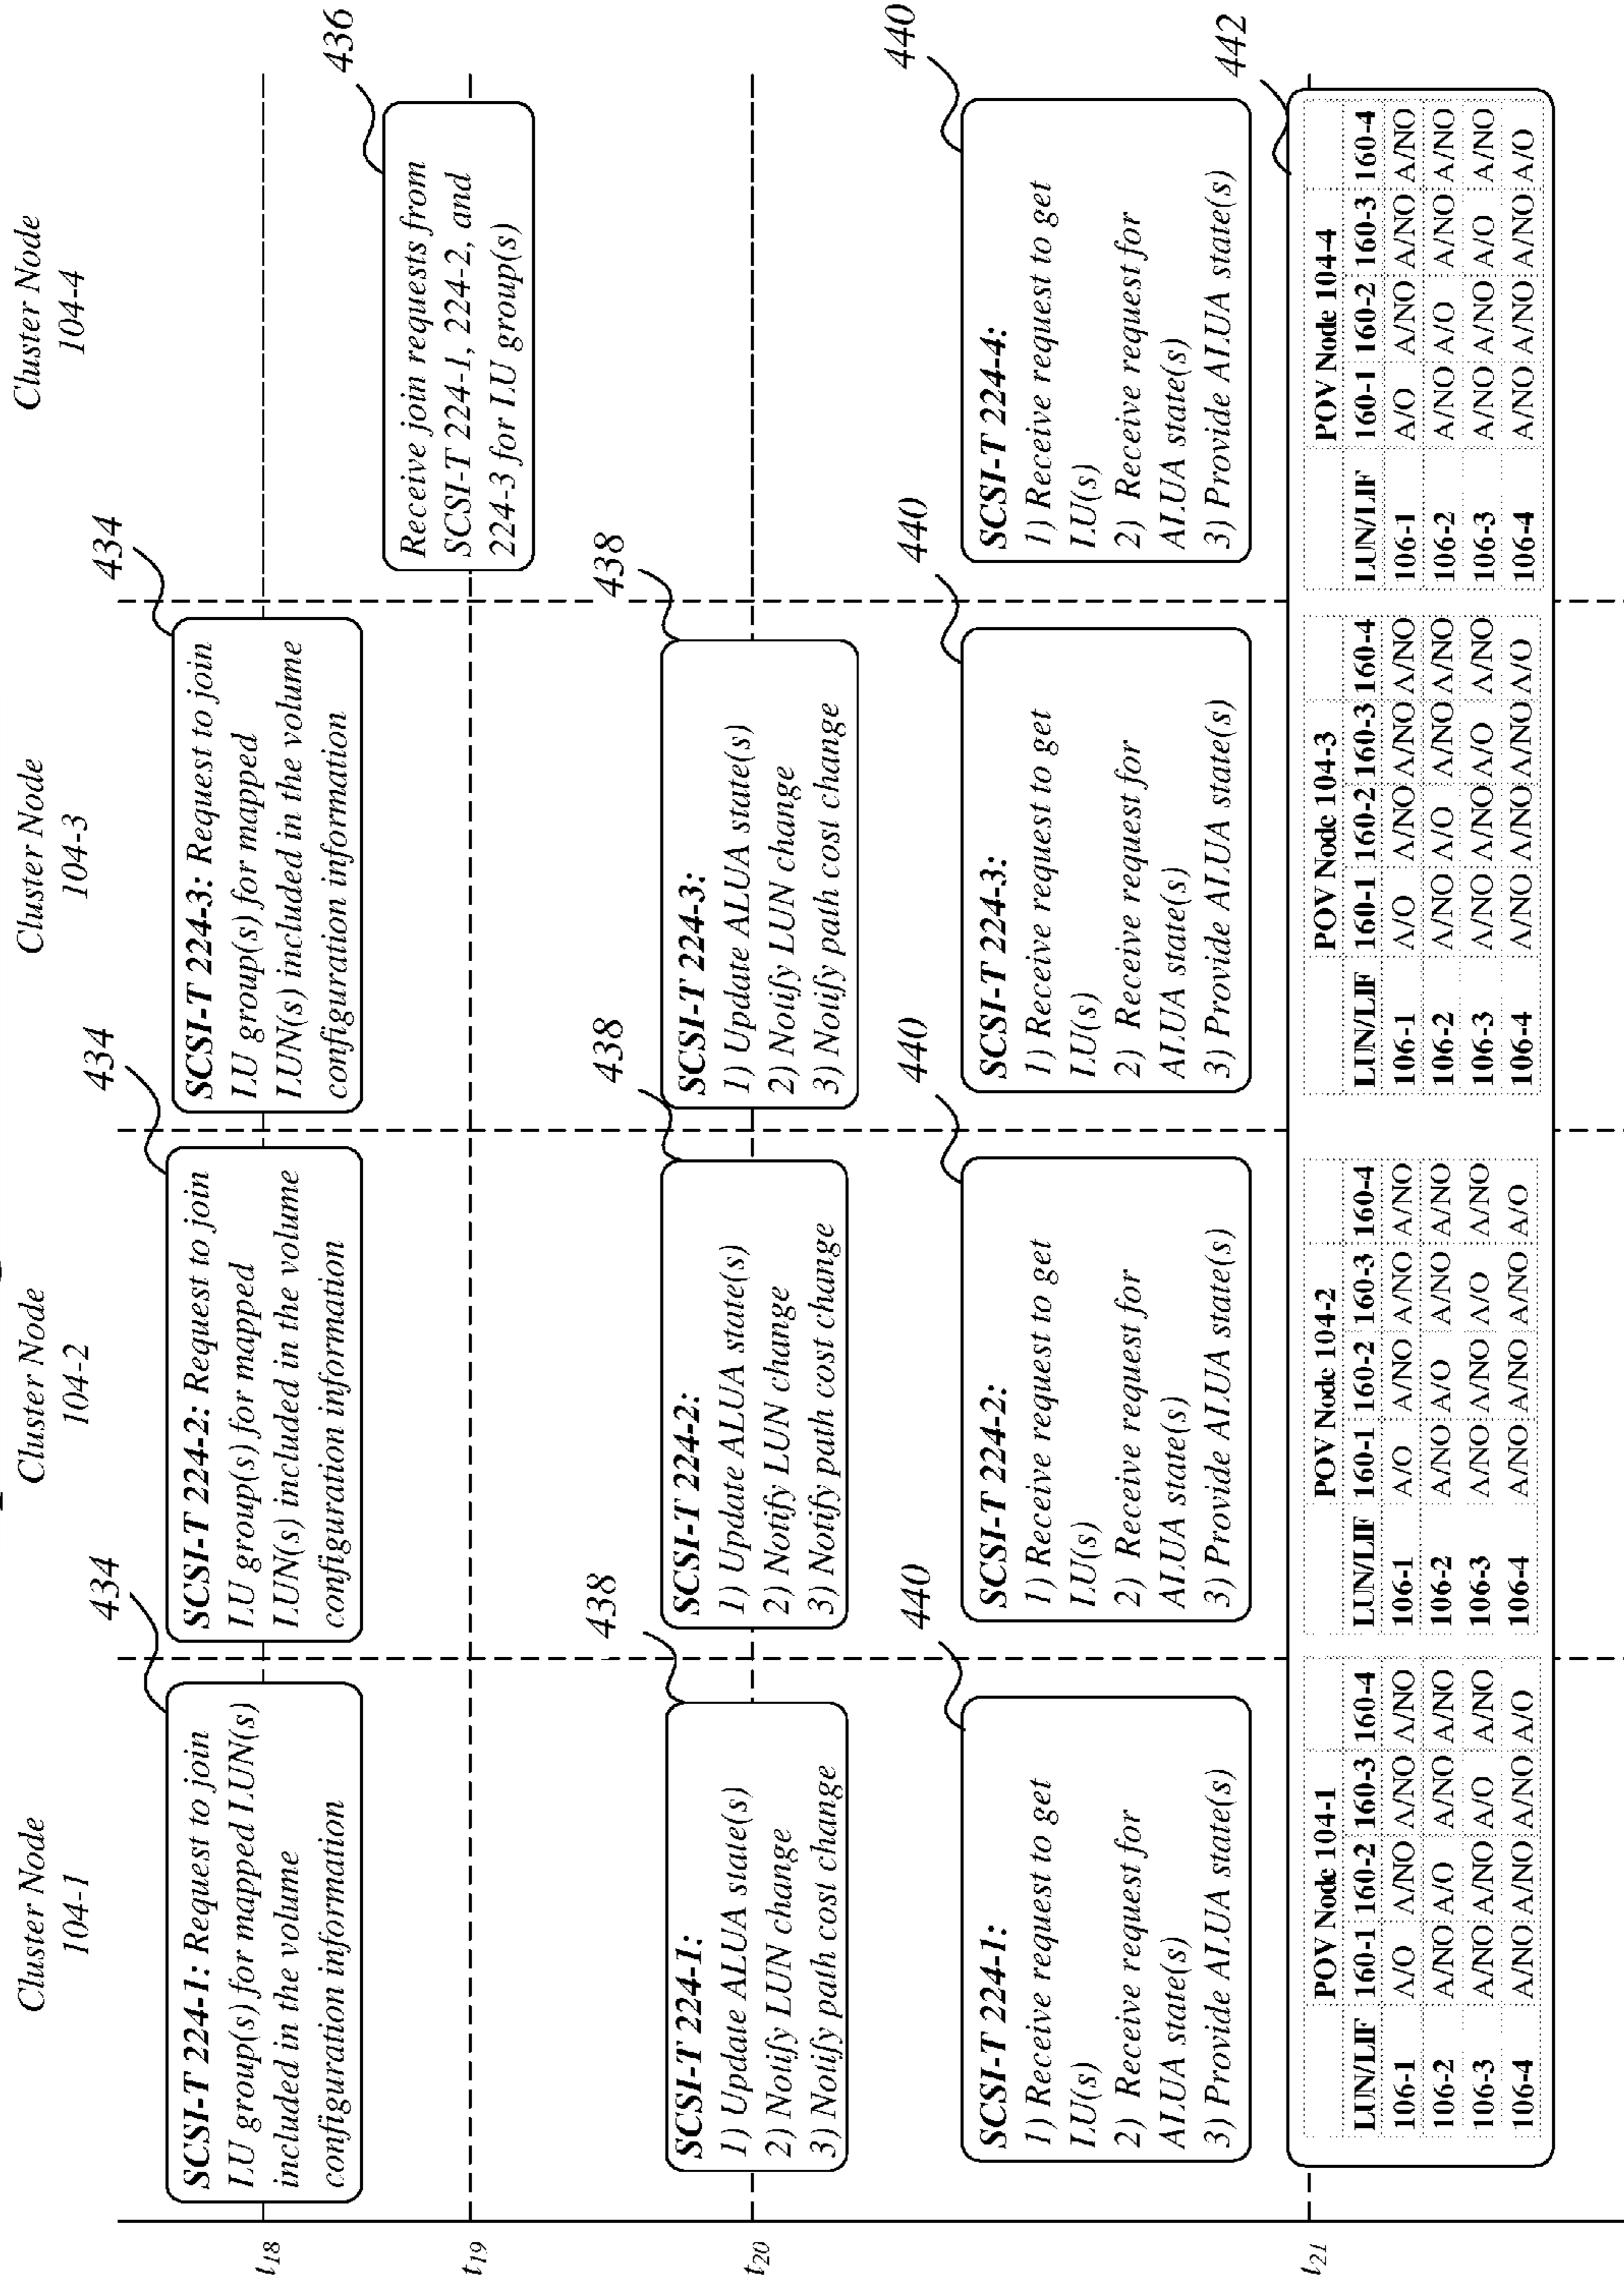 Cluster Node
104-1
Cluster Node
104-2
Cluster Node
104-3
Cluster Node
104-4
t18
434
SCSI-T 224-1: Request to join
LU group(s) for mapped LUN(s)
included in the volume
configuration information
434
SCSI-T 224-2: Request to join
LU group(s) for mapped
LUN(s) included in the volume
configuration information
434
SCSI-T 224-3: Request to join
LU group(s) for mapped
LUN(s) included in the volume
configuration information
t19
436
Receive join requests from
SCSI-T 224-1, 224-2, and
224-3 for LU group(s)
t20
438
SCSI-T 224-1:
1) Update ALUA state(s)
2) Notify LUN change
3) Notify path cost change
438
SCSI-T 224-2:
1) Update ALUA state(s)
2) Notify LUN change
3) Notify path cost change
438
SCSI-T 224-3:
1) Update ALUA state(s)
2) Notify LUN change
3) Notify path cost change
440
SCSI-T 224-1:
1) Receive request to get
LU(s)
2) Receive request for
ALUA state(s)
3) Provide ALUA state(s)
440
SCSI-T 224-2:
1) Receive request to get
LU(s)
2) Receive request for
ALUA state(s)
3) Provide ALUA state(s)
440
SCSI-T 224-3:
1) Receive request to get
LU(s)
2) Receive request for
ALUA state(s)
3) Provide ALUA state(s)
440
SCSI-T 224-4:
1) Receive request to get
LU(s)
2) Receive request for
ALUA state(s)
3) Provide ALUA state(s)
t21
442
POV Node 104-1
LUN/LIF 160-1 160-2 160-3 160-4
106-1 A/O A/NO A/NO A/NO
106-2 A/NO A/O A/NO A/NO
106-3 A/NO A/NO A/O A/NO
106-4 A/NO A/NO A/NO A/O
POV Node 104-2
LUN/LIF 160-1 160-2 160-3 160-4
106-1 A/O A/NO A/NO A/NO
106-2 A/NO A/O A/NO A/NO
106-3 A/NO A/NO A/O A/NO
106-4 A/NO A/NO A/NO A/O
POV Node 104-3
LUN/LIF 160-1 160-2 160-3 160-4
106-1 A/O A/NO A/NO A/NO
106-2 A/NO A/O A/NO A/NO
106-3 A/NO A/NO A/O A/NO
106-4 A/NO A/NO A/NO A/O
POV Node 104-4
LUN/LIF 160-1 160-2 160-3 160-4
106-1 A/O A/NO A/NO A/NO
106-2 A/NO A/O A/NO A/NO
106-3 A/NO A/NO A/O A/NO
106-4 A/NO A/NO A/NO A/O